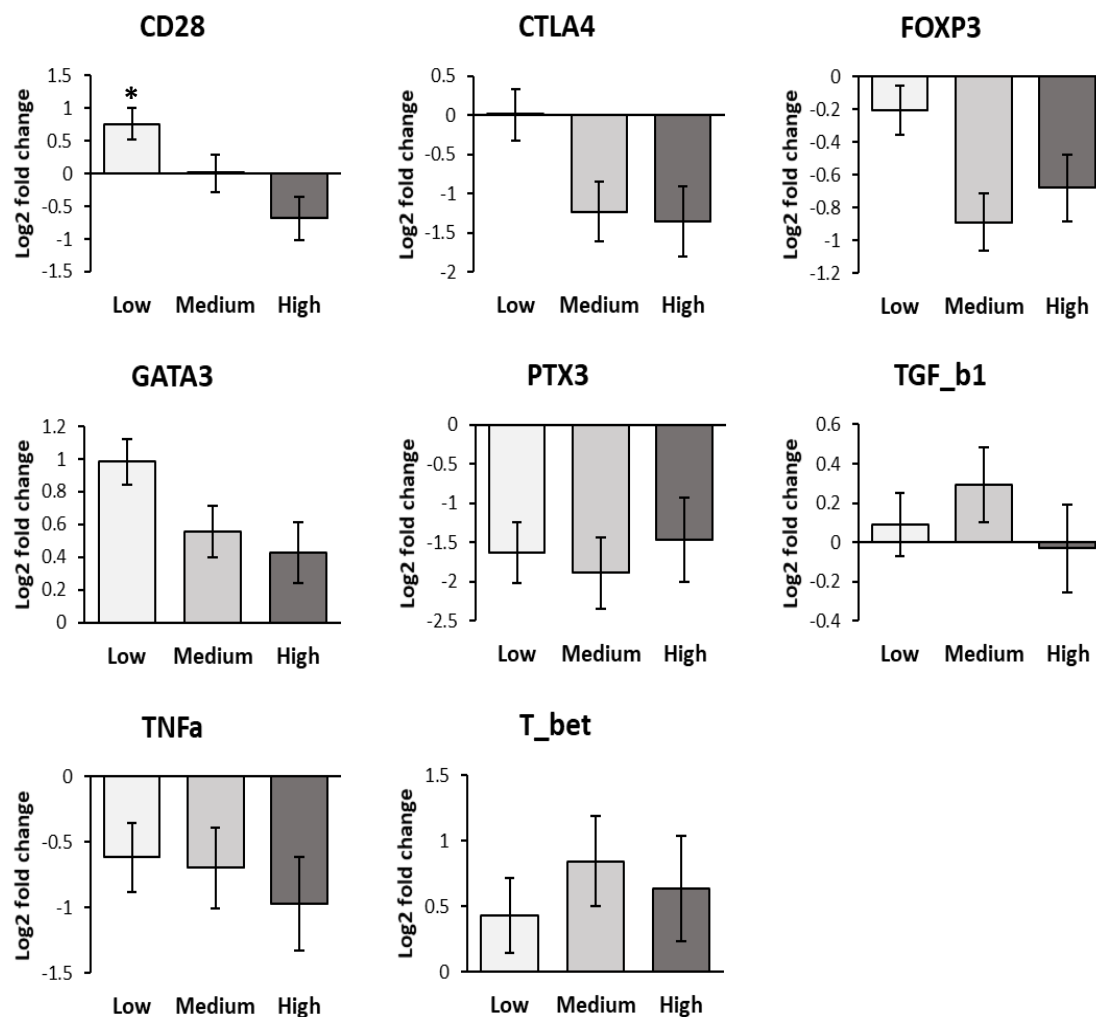 CD28
Log2 fold change
1.5
1
0.5
0
-0.5
-1
-1.5
*
Low Medium High
CTLA4
Log2 fold change
0.5
0
-0.5
-1
-1.5
-2
Low Medium High
FOXP3
Log2 fold change
0
-0.2
-0.4
-0.6
-0.8
-1
-1.2
Low Medium High
GATA3
Log2 fold change
1.2
1
0.8
0.6
0.4
0.2
0
Low Medium High
PTX3
Log2 fold change
0
-0.5
-1
-1.5
-2
-2.5
Low Medium High
TGF_b1
Log2 fold change
0.6
0.4
0.2
0
-0.2
-0.4
Low Medium High
TNFa
Log2 fold change
0
-0.5
-1
-1.5
Low Medium High
T_bet
Log2 fold change
1.5
1
0.5
0
Low Medium High